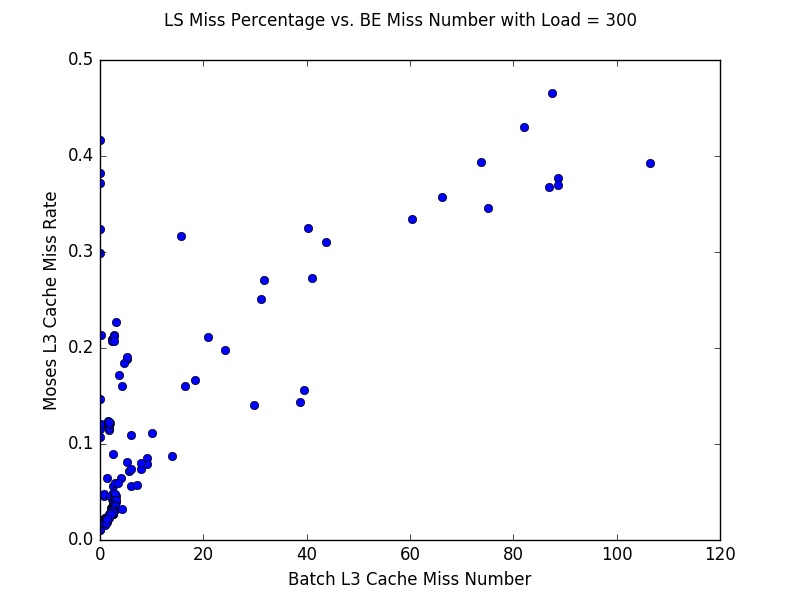 LS Miss Percentage vs. BE Miss Number with Load = 300
0.5
0.4
0.3
0.2
0.1
0.0
Moses L3 Cache Miss Rate
0 20 40 60 80 100 120
Batch L3 Cache Miss Number